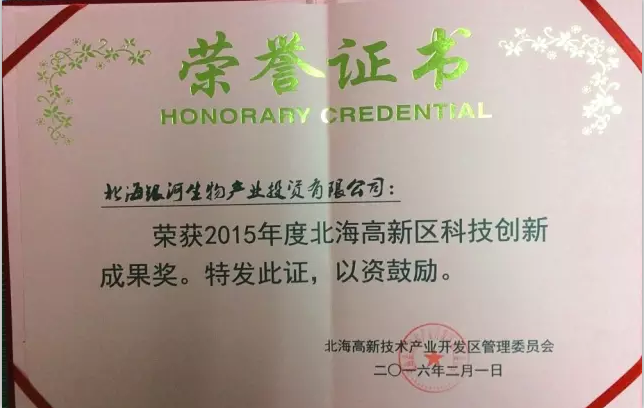 荣誉证书
HONORARY CREDENTIAL
北海银河生物产业投资有限公司：
荣获2015年度北海高新区科技创新
成果奖。特发此证，以资鼓励。
北海高新技术产业开发区管理委员会
二〇一六年二月一日